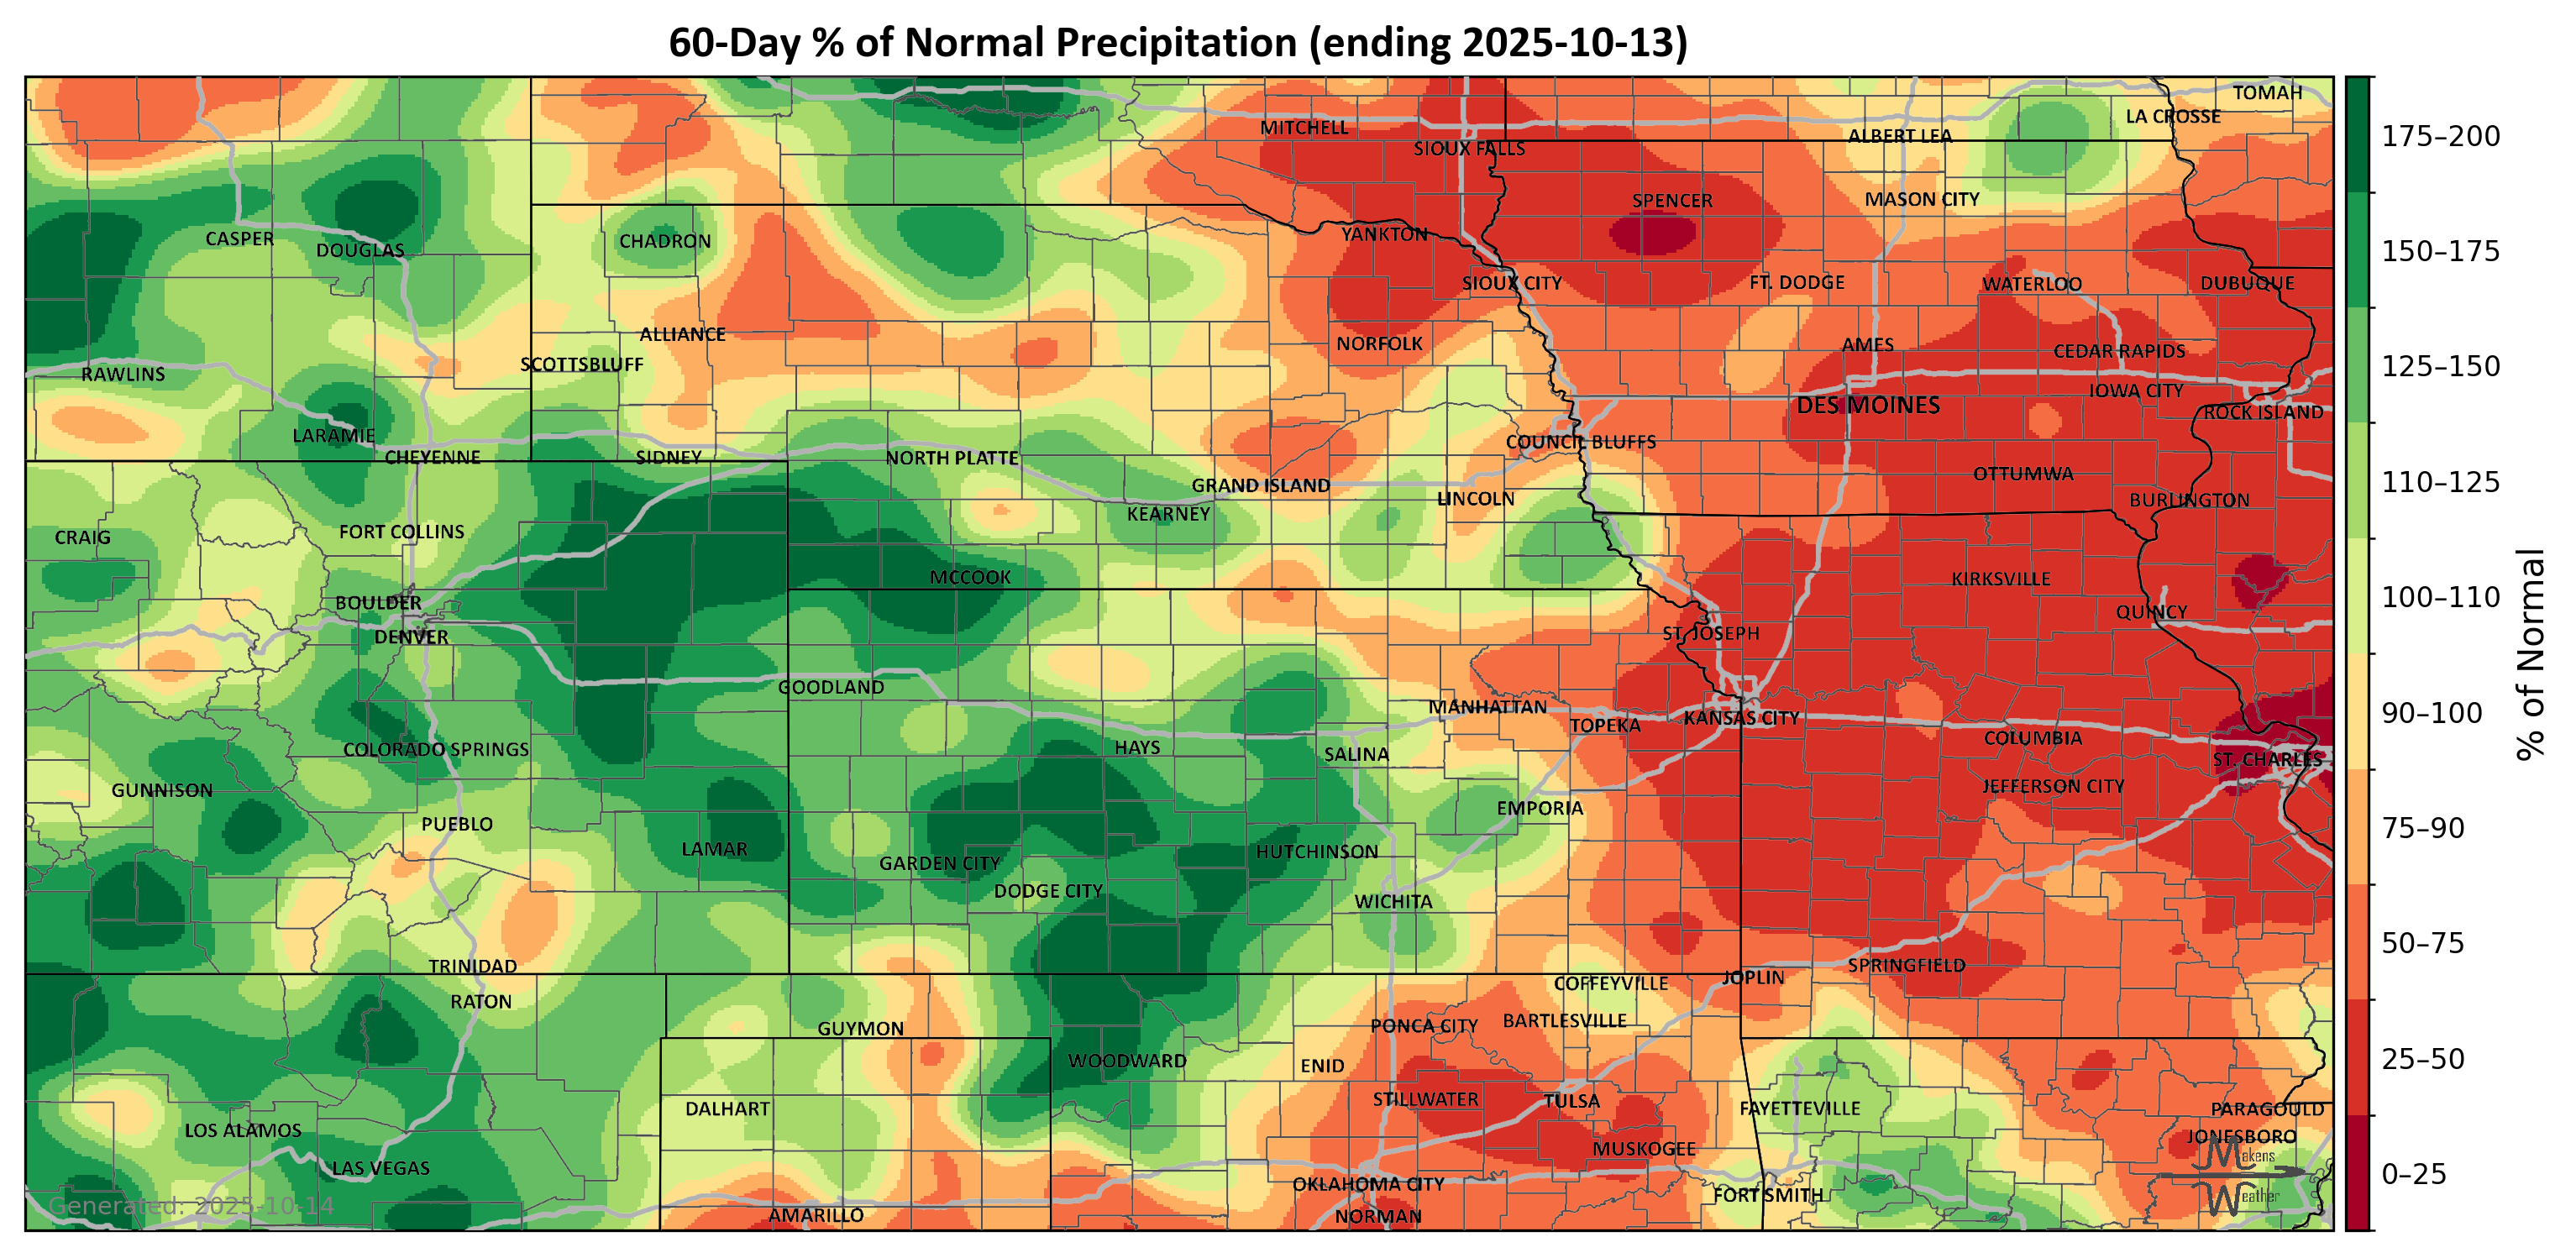 60-Day % of Normal Precipitation (ending 2025-10-13)
TOMAH
LA CROSSE
MITCHELL
ALBERT LEA
SIOUX FALLS
SPENCER
MASON CITY
YANKTON
CASPER
CHADRON
DOUGLAS
SIOUX CITY
FT. DODGE
WATERLOO
DUBUQUE
ALLIANCE
NORFOLK
AMES
CEDAR RAPIDS
SCOTTSBLUFF
RAWLINS
IOWA CITY
DES MOINES
ROCK ISLAND
LARAMIE
COUNCIL BLUFFS
CHEYENNE
SIDNEY
NORTH PLATTE
OTTUMWA
GRAND ISLAND
LINCOLN
BURLINGTON
KEARNEY
FORT COLLINS
CRAIG
MCCOOK
KIRKSVILLE
BOULDER
QUINCY
DENVER
ST. JOSEPH
GOODLAND
MANHATTAN
KANSAS CITY
TOPEKA
COLUMBIA
COLORADO SPRINGS
HAYS
SALINA
ST. CHARLES
GUNNISON
JEFFERSON CITY
EMPORIA
PUEBLO
LAMAR
HUTCHINSON
GARDEN CITY
DODGE CITY
WICHITA
TRINIDAD
SPRINGFIELD
JOPLIN
COFFEYVILLE
RATON
BARTLESVILLE
PONCA CITY
GUYMON
WOODWARD
ENID
STILLWATER
TULSA
DALHART
FAYETTEVILLE
PARAGOULD
LOS ALAMOS
JONESBORO
MUSKOGEE
LAS VEGAS
OKLAHOMA CITY
FORT SMITH
AMARILLO
NORMAN
Makens
Weather
Generated: 2025-10-14
175–200
150–175
125–150
110–125
100–110
90–100
75–90
50–75
25–50
0–25
% of Normal